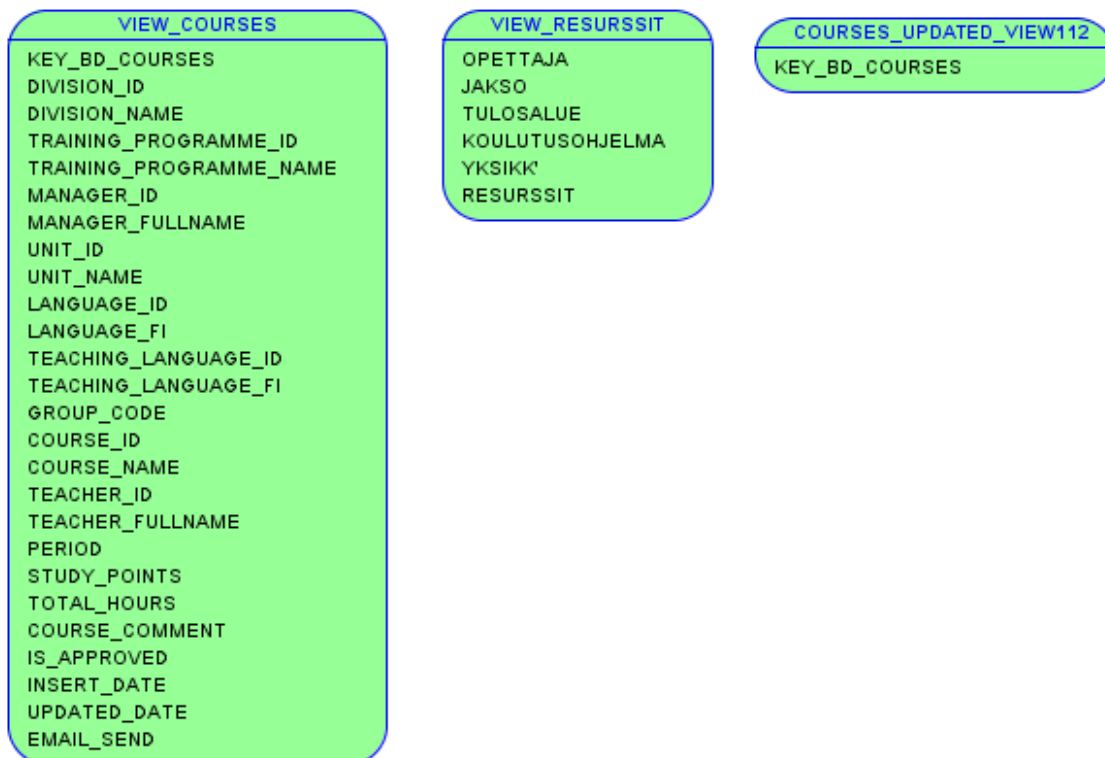 VIEW_COURSES
KEY_BD_COURSES
DIVISION_ID
DIVISION_NAME
TRAINING_PROGRAMME_ID
TRAINING_PROGRAMME_NAME
MANAGER_ID
MANAGER_FULLNAME
UNIT_ID
UNIT_NAME
LANGUAGE_ID
LANGUAGE_FI
TEACHING_LANGUAGE_ID
TEACHING_LANGUAGE_FI
GROUP_CODE
COURSE_ID
COURSE_NAME
TEACHER_ID
TEACHER_FULLNAME
PERIOD
STUDY_POINTS
TOTAL_HOURS
COURSE_COMMENT
IS_APPROVED
INSERT_DATE
UPDATED_DATE
EMAIL_SEND
VIEW_RESURSSIT
OPETTAJA
JAKSO
TULOSALUE
KOULUTUSOHJELMA
YKSIKK'
RESURSSIT
COURSES_UPDATED_VIEW112
KEY_BD_COURSES